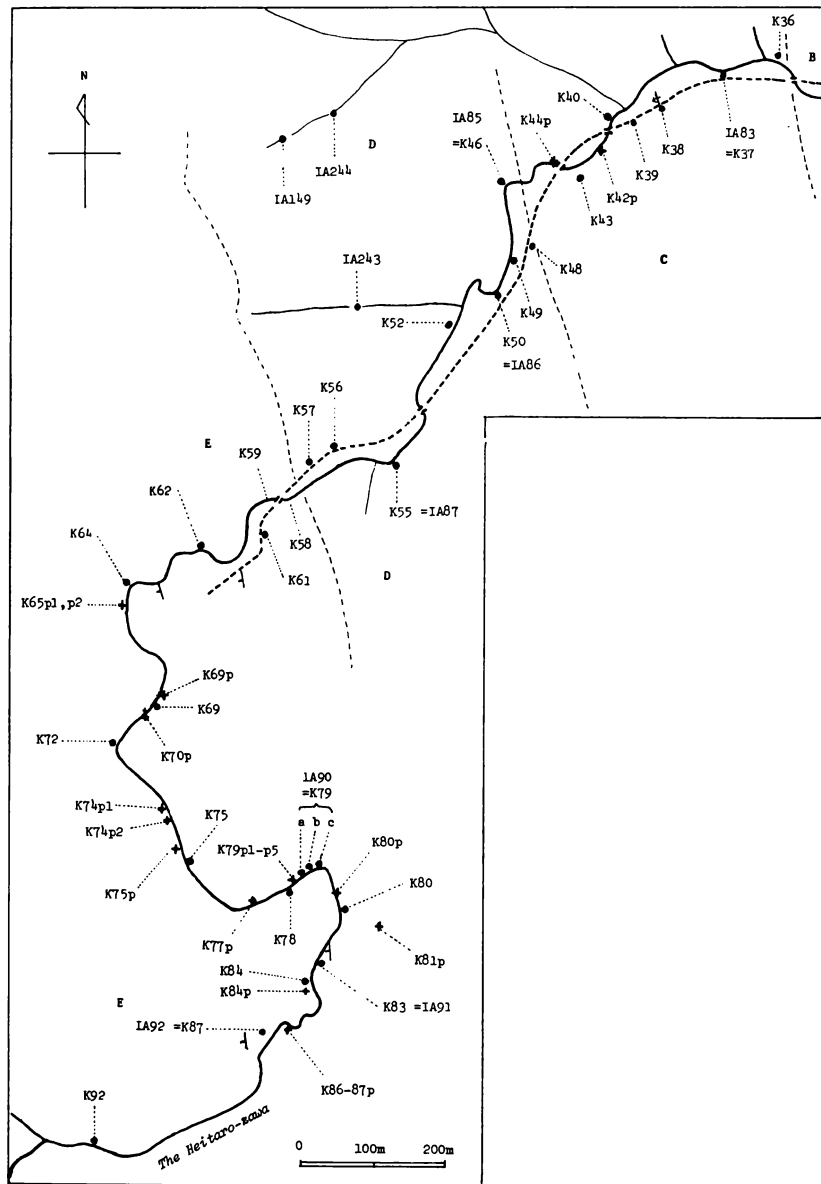 K36
B
N
K40
IA85
=K46
K44p
D
IA244
IA149
K38
IA83
=K37
K39
K42p
K43
C
K48
IA243
K49
K52
K50
=IA86
K56
K57
E
K59
K62
K55 =IA87
K58
K64
K61
D
K65p1,p2
K69p
K69
K72
K70p
IA90
=K79
a b c
K74p1
K74p2
K75
K79p1-p5
K80p
K75p
K80
K78
K77p
K81p
K84
K84p
K83 =IA91
E
IA92 =K87
K86-87p
K92
The Heitaro-zawa
0 100m 200m